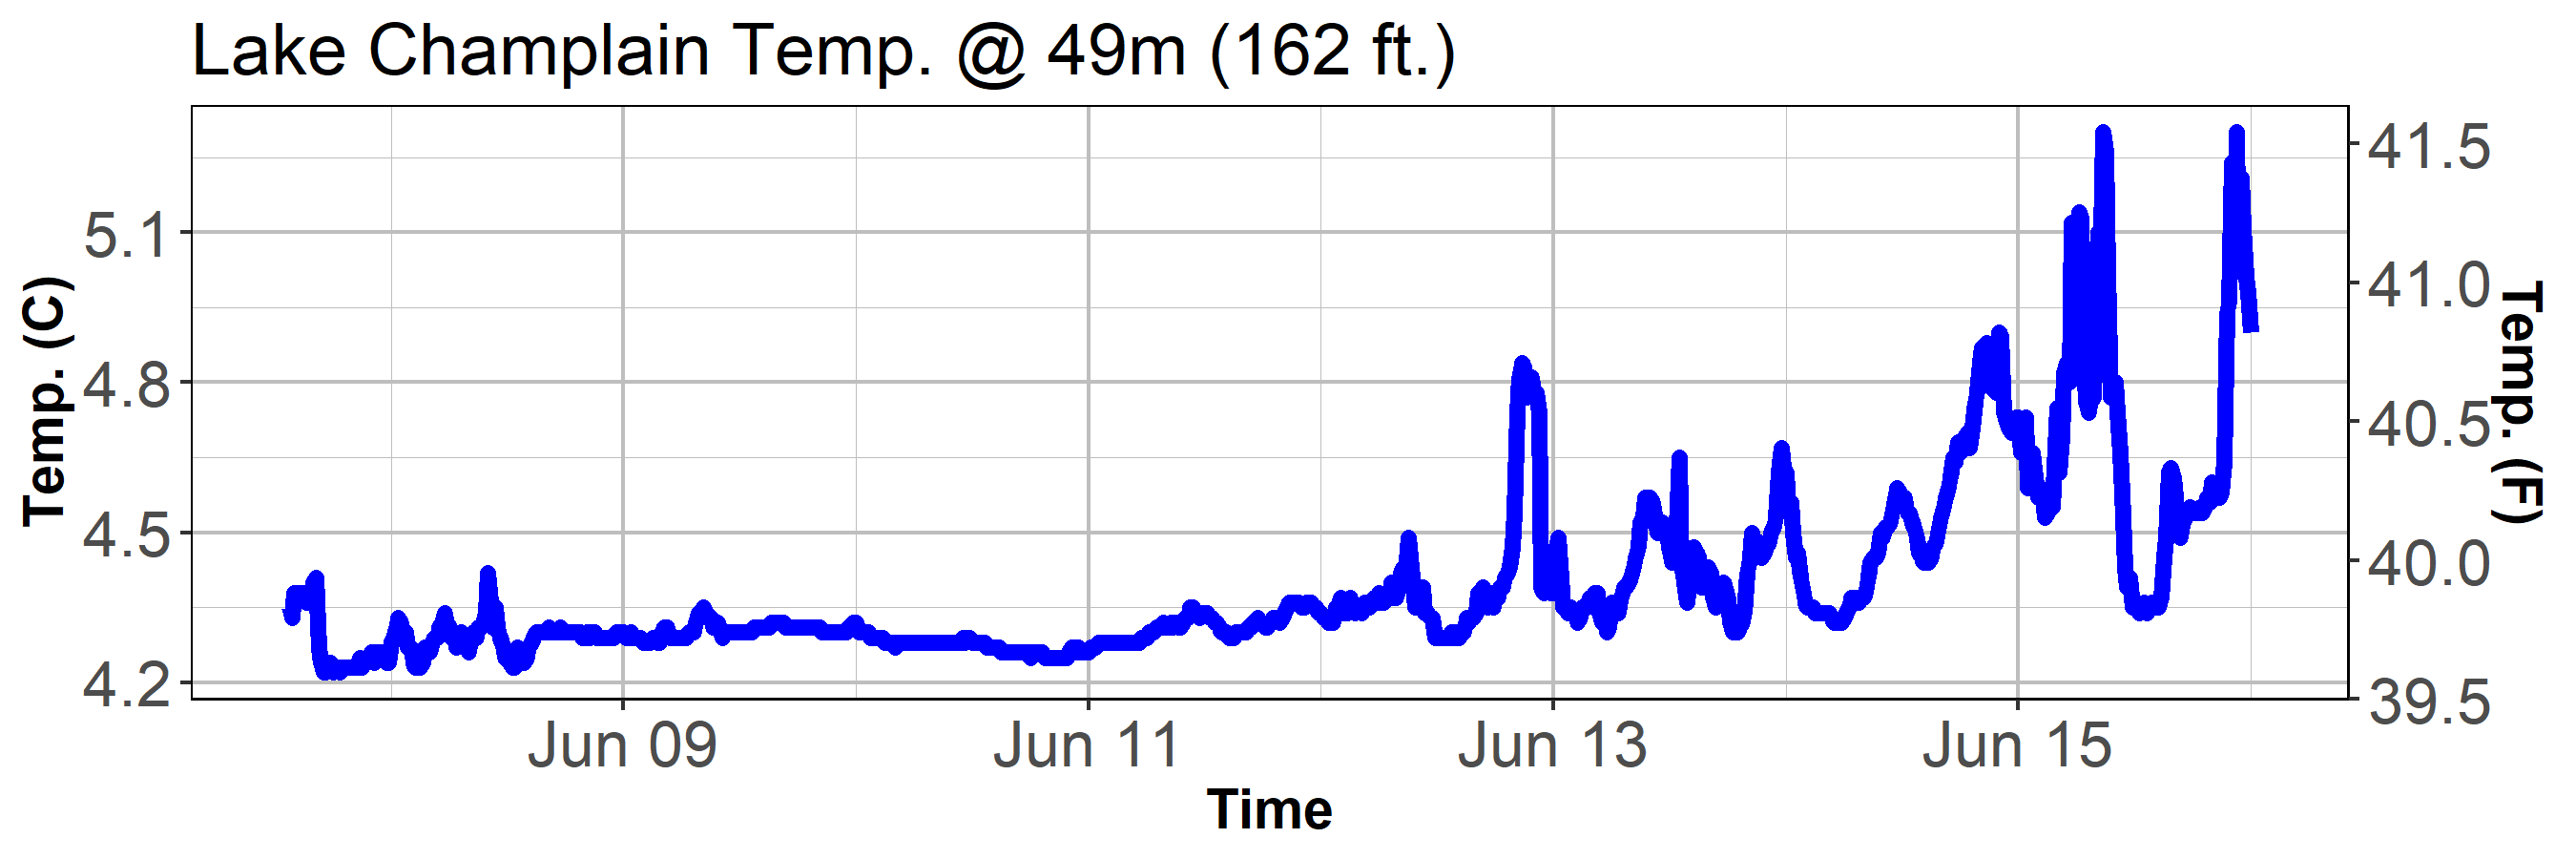 Lake Champlain Temp. @ 49m (162 ft.)
Temp. (C)
5.1
4.8
4.5
4.2
41.5
41.0
40.5
40.0
39.5
Temp. (F)
Jun 09
Jun 11
Jun 13
Jun 15
Time